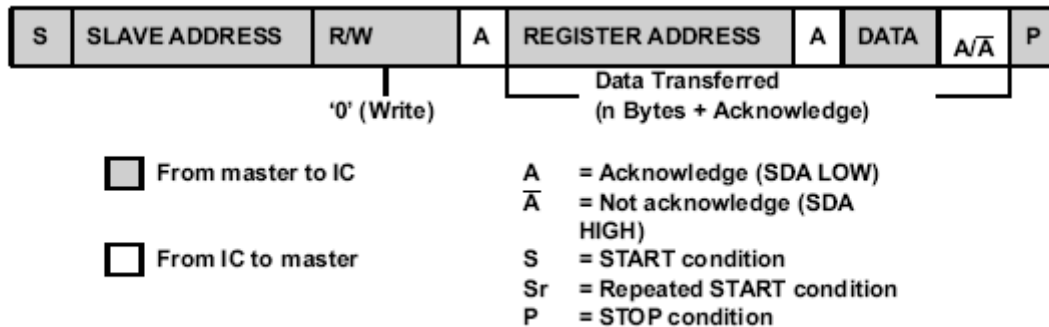 S SLAVE ADDRESS R/W A REGISTER ADDRESS A DATA A/A̅ P
Data Transferred
'0' (Write) (n Bytes + Acknowledge)
From master to IC
From IC to master
A = Acknowledge (SDA LOW)
A̅ = Not acknowledge (SDA
HIGH)
S = START condition
Sr = Repeated START condition
P = STOP condition